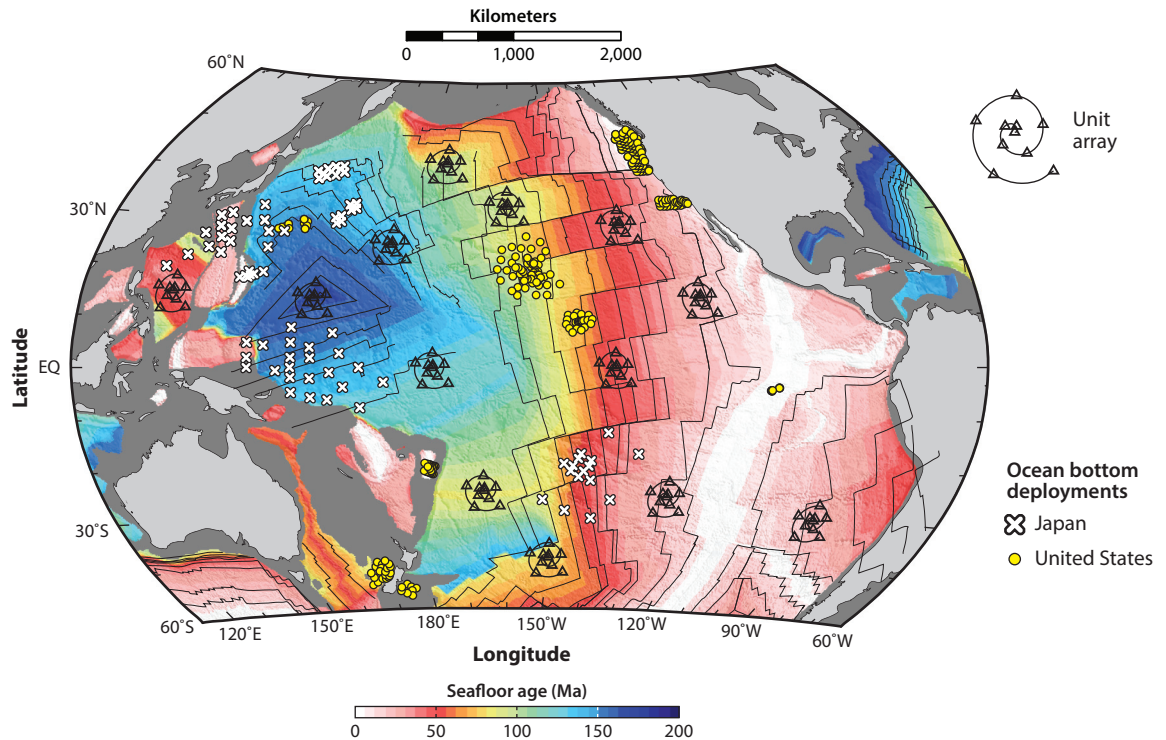 Kilometers
0 1,000 2,000
60˚N
30˚N
EQ
30˚S
60˚S
Latitude
120˚E 150˚E 180˚E 150˚W 120˚W 90˚W 60˚W
Longitude
Seafloor age (Ma)
0 50 100 150 200
Unit
array
Ocean bottom
deployments
Japan
United States